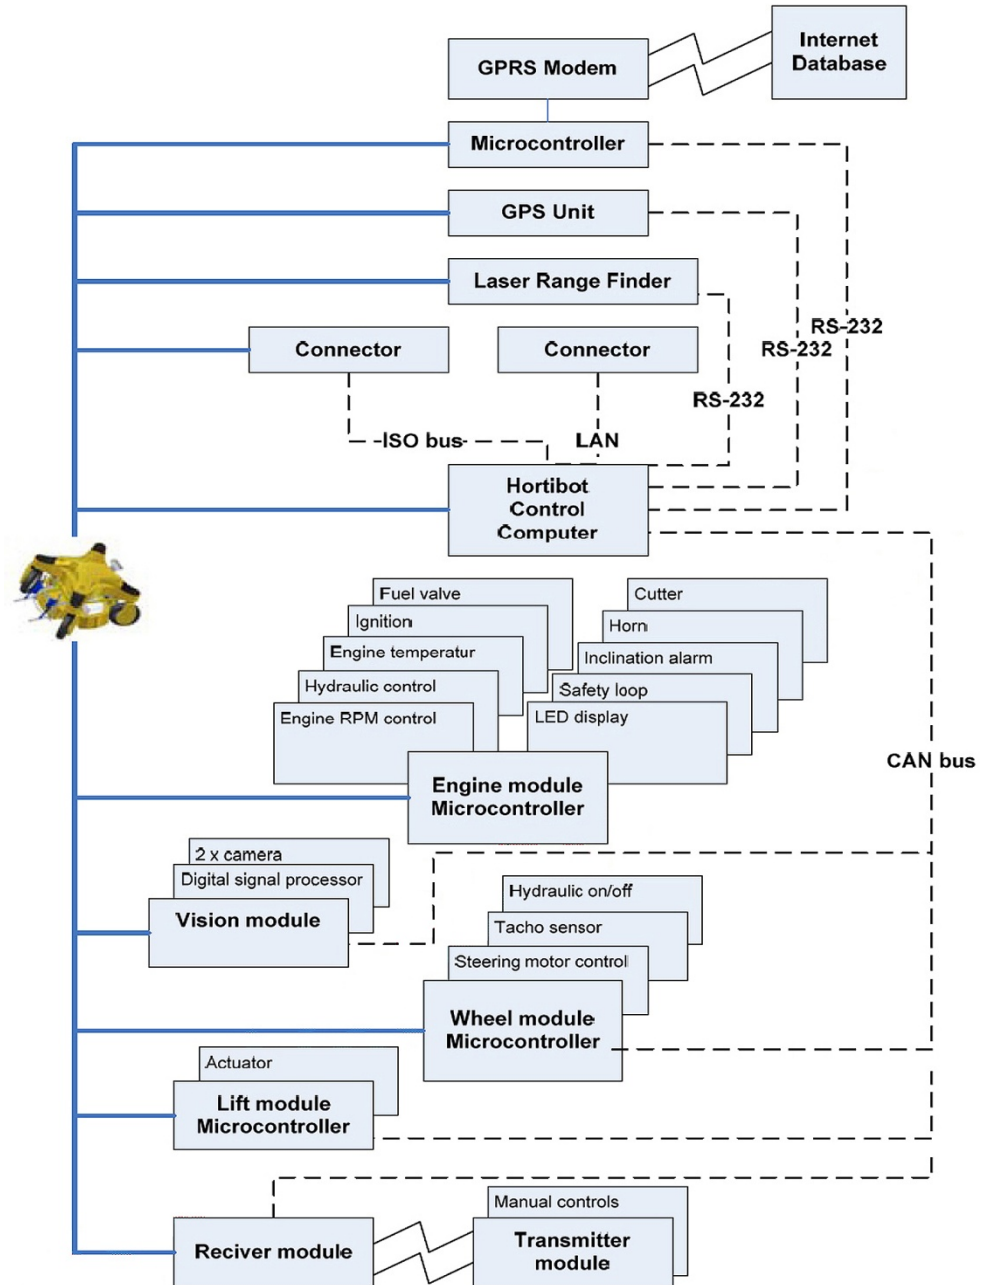 Internet
Database
GPRS Modem
Microcontroller
GPS Unit
Laser Range Finder
RS-232
RS-232
Connector
Connector
RS-232
ISO bus
LAN
Hortibot
Control
Computer
Fuel valve
Cutter
Ignition
Horn
Engine temperatur
Inclination alarm
Hydraulic control
Safety loop
Engine RPM control
LED display
CAN bus
Engine module
Microcontroller
2 x camera
Digital signal processor
Vision module
Hydraulic on/off
Tacho sensor
Steering motor control
Wheel module
Microcontroller
Actuator
Lift module
Microcontroller
Manual controls
Reciver module
Transmitter
module